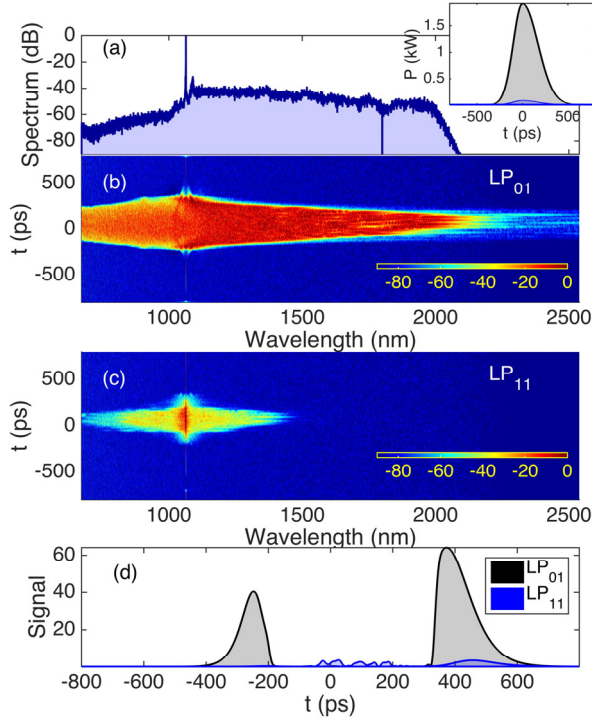 (a)
Spectrum (dB)
0
-20
-40
-60
-80
P (kW)
1.5
1
0.5
-500 0 500
t (ps)
(b)
LP01
t (ps)
500
0
-500
-80 -60 -40 -20 0
1000 1500 2000 2500
Wavelength (nm)
(c)
LP11
t (ps)
500
0
-500
-80 -60 -40 -20 0
1000 1500 2000 2500
Wavelength (nm)
(d)
Signal
60
40
20
LP01
LP11
-800 -600 -400 -200 0 200 400 600
t (ps)